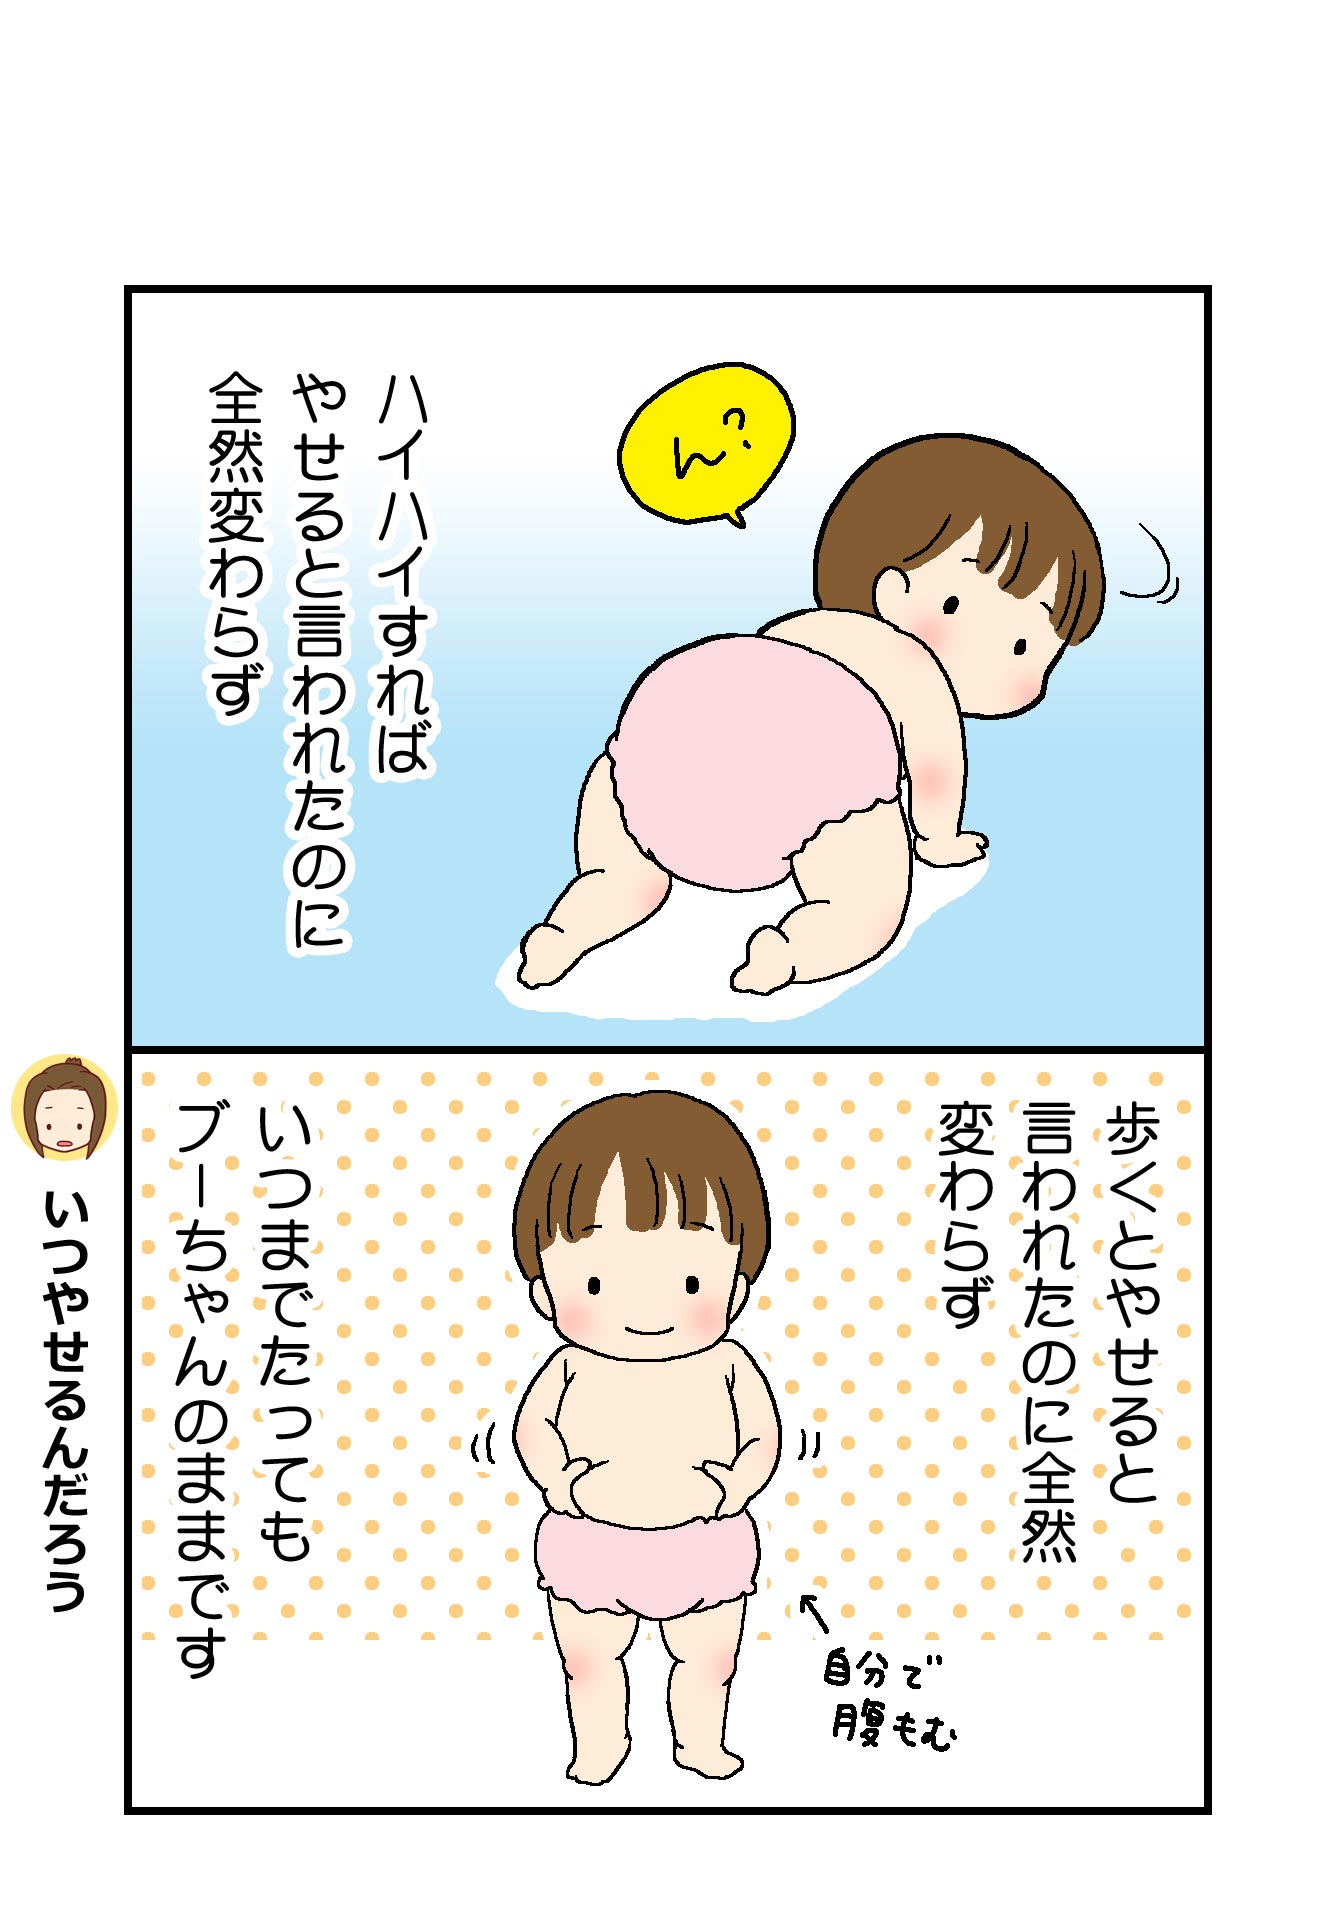 ん?
ハイハイすれば
やせると言われたのに
全然変わらず
歩くとやせると
言われたのに全然
変わらず
いつまでたっても
ブーちゃんのままです
自分で
腹もむ
いつやせるんだろう